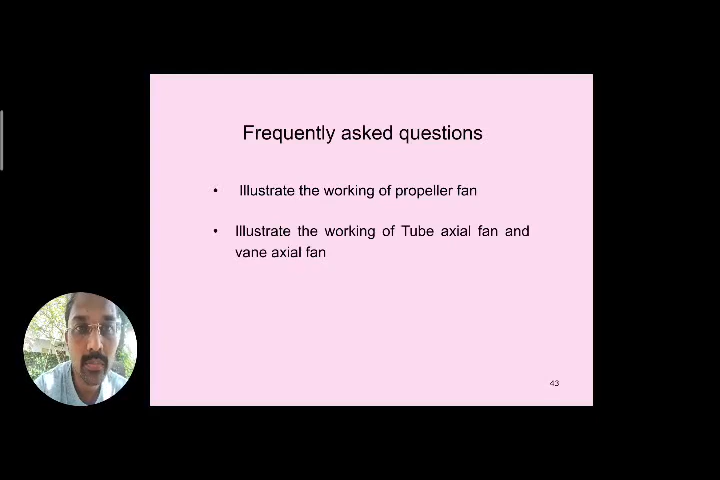 Frequently asked questions
• Illustrate the working of propeller fan
• Illustrate the working of Tube axial fan and
vane axial fan
43